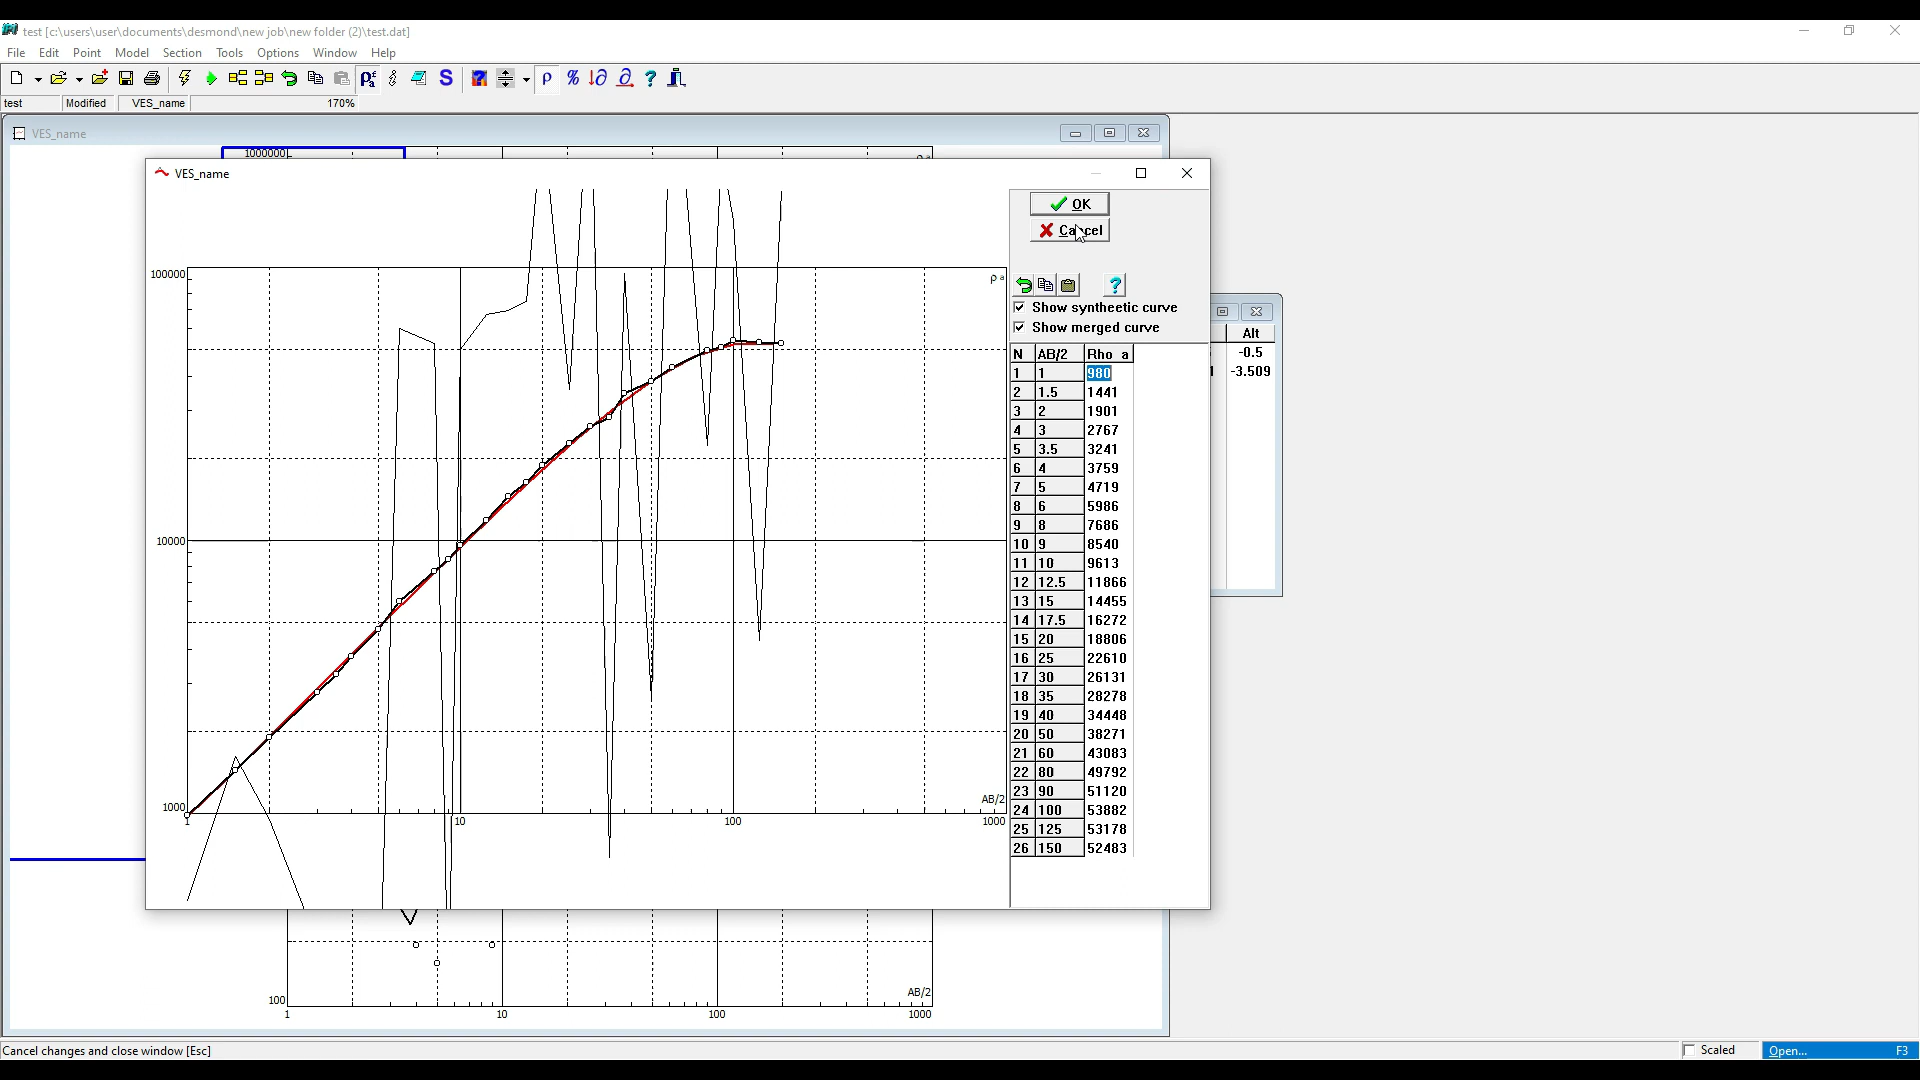 test [c:\users\user\documents\desmond\new job\new folder (2)\test.dat]
File Edit Point Model Section Tools Options Window Help
test Modified VES_name 170%
VES_name
1000000
VES_name
OK
Cancel
Show syntheetic curve
Show merged curve
Alt
-0.5
-3.509
N AB/2 Rho_a
1 1 980
2 1.5 1441
3 2 1901
4 3 2767
5 3.5 3241
6 4 3759
7 5 4719
8 6 5986
9 8 7686
10 9 8540
11 10 9613
12 12.5 11866
13 15 14455
14 17.5 16272
15 20 18806
16 25 22610
17 30 26131
18 35 28278
19 40 34448
20 50 38271
21 60 43083
22 80 49792
23 90 51120
24 100 53882
25 125 53178
26 150 52483
100000
ρ a
10000
1000
AB/2
1 10 100 1000
100
AB/2
1 10 100 1000
Cancel changes and close window [Esc]
Scaled
Open... F3